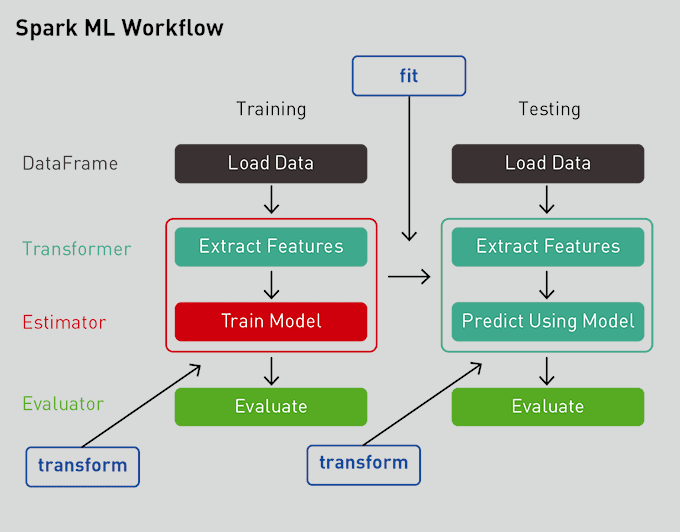 Spark ML Workflow
fit
Training
Testing
DataFrame
Load Data
Load Data
Transformer
Extract Features
Extract Features
Estimator
Train Model
Predict Using Model
Evaluator
Evaluate
Evaluate
transform
transform